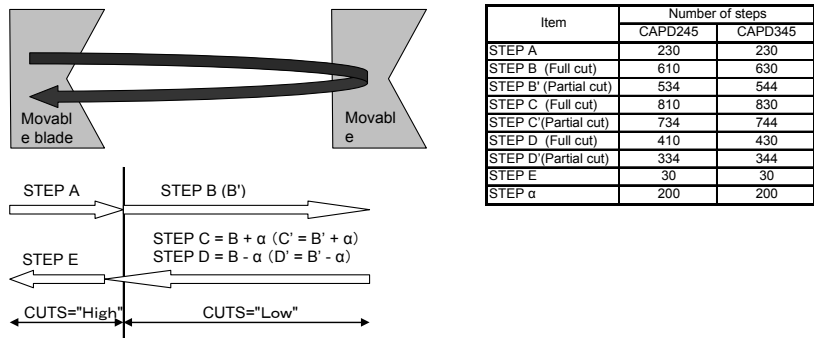 Movabl
e blade
Movabl
e
STEP A
STEP B (B')
STEP C = B + α (C' = B' + α)
STEP D = B - α (D' = B' - α)
STEP E
CUTS="High"
CUTS="Low"
Item Number of steps
CAPD245 CAPD345
STEP A 230 230
STEP B (Full cut) 610 630
STEP B' (Partial cut) 534 544
STEP C (Full cut) 810 830
STEP C'(Partial cut) 734 744
STEP D (Full cut) 410 430
STEP D'(Partial cut) 334 344
STEP E 30 30
STEP α 200 200